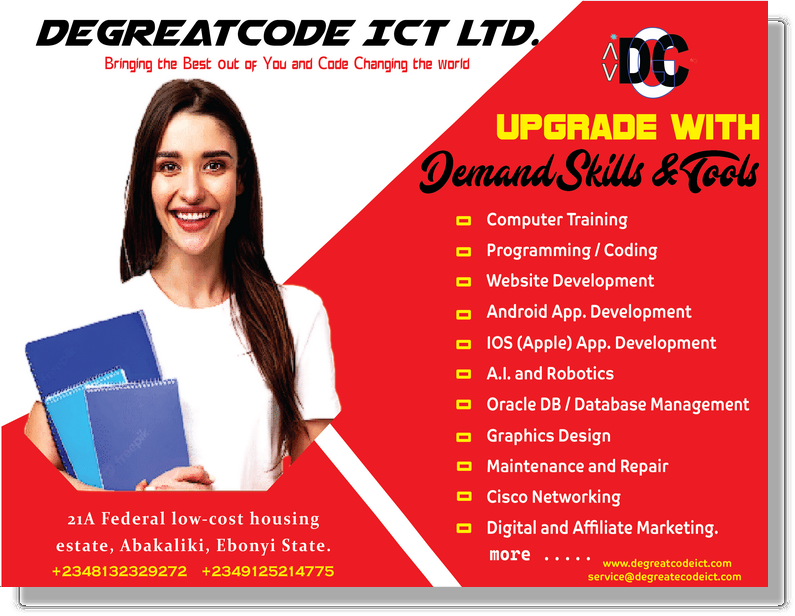 DEGREATCODE ICT LTD.
Bringing the Best out of You and Code Changing the world
DGC
UPGRADE WITH
Demand Skills & Tools
Computer Training
Programming / Coding
Website Development
Android App. Development
IOS (Apple) App. Development
A.I. and Robotics
Oracle DB / Database Management
Graphics Design
Maintenance and Repair
Cisco Networking
Digital and Affiliate Marketing.
more .....
21A Federal low-cost housing
estate, Abakaliki, Ebonyi State.
+2348132329272 +2349125214775
www.degreatcodeict.com
service@degreatecodeict.com